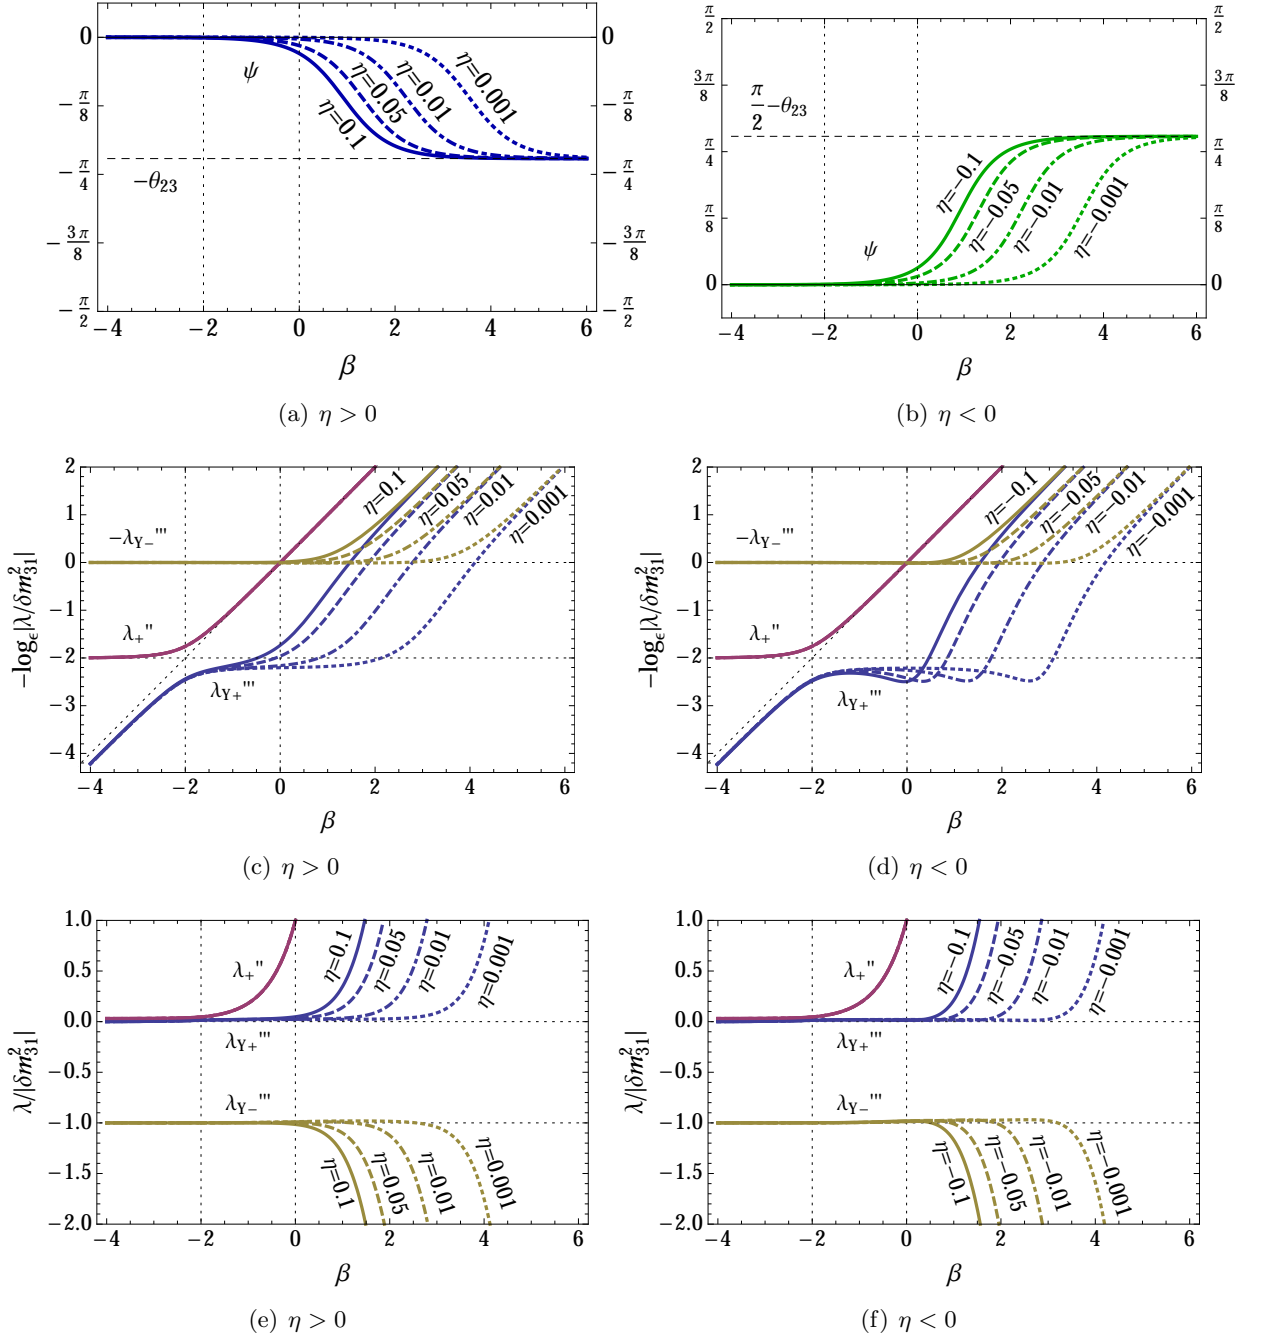 0
−π/8
−π/4
−3π/8
−π/2
0
−π/8
−π/4
−3π/8
−π/2
ψ
η=0.1
η=0.05
η=0.01
η=0.001
−θ23
−4 −2 0 2 4 6
β
(a) η > 0
π/2
3π/8
π/4
π/8
0
π/2
3π/8
π/4
π/8
0
π/2−θ23
ψ
η=−0.1
η=−0.05
η=−0.01
η=−0.001
−4 −2 0 2 4 6
β
(b) η < 0
−logε|λ/δm²31|
2
1
0
−1
−2
−3
−4
−λY−'''
λ+''
λY+'''
η=0.1
η=0.05
η=0.01
η=0.001
−4 −2 0 2 4 6
β
(c) η > 0
−logε|λ/δm²31|
2
1
0
−1
−2
−3
−4
−λY−'''
λ+''
λY+'''
η=−0.1
η=−0.05
η=−0.01
η=−0.001
−4 −2 0 2 4 6
β
(d) η < 0
λ/|δm²31|
1.0
0.5
0.0
−0.5
−1.0
−1.5
−2.0
λ+''
η=0.1
η=0.05
η=0.01
η=0.001
λY+'''
λY−'''
η=0.1
η=0.05
η=0.01
η=0.001
−4 −2 0 2 4 6
β
(e) η > 0
λ/|δm²31|
1.0
0.5
0.0
−0.5
−1.0
−1.5
−2.0
λ+''
η=−0.1
η=−0.05
η=−0.01
η=−0.001
λY+'''
λY−'''
η=−0.1
η=−0.05
η=−0.01
η=−0.001
−4 −2 0 2 4 6
β
(f) η < 0